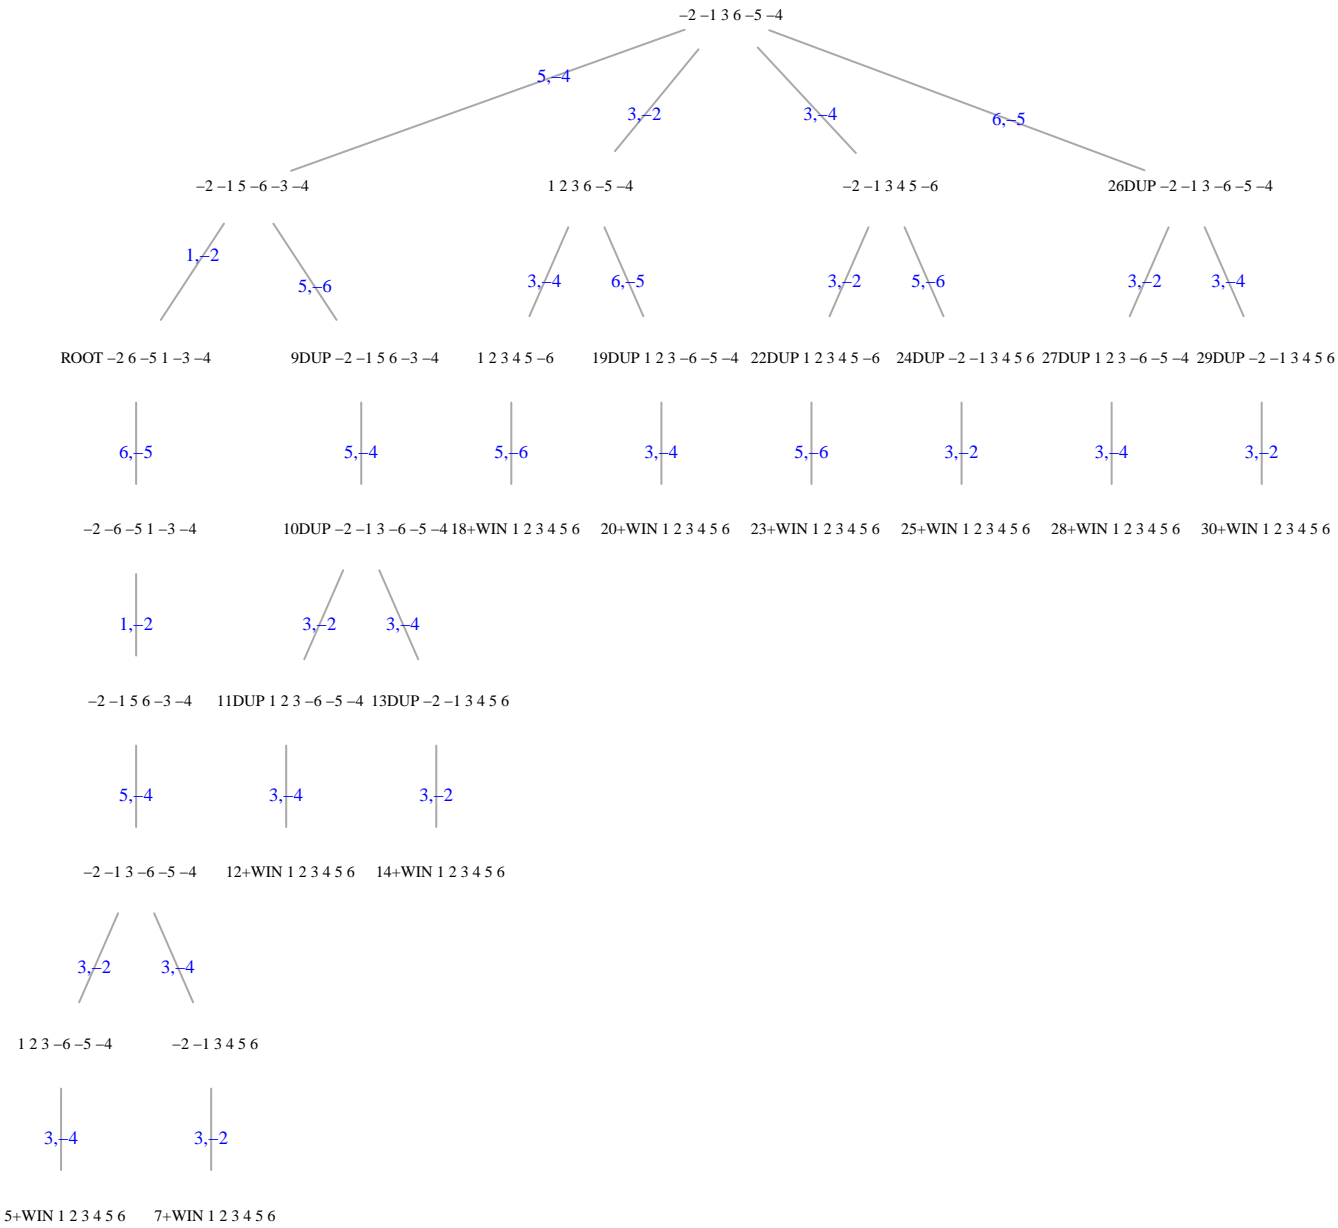 −2 −1 3 6 −5 −4
5,−4
3,−2
3,−4
6,−5
−2 −1 5 −6 −3 −4
1 2 3 6 −5 −4
−2 −1 3 4 5 −6
26DUP −2 −1 3 −6 −5 −4
1,−2
5,−6
3,−4
6,−5
3,−2
5,−6
3,−2
3,−4
ROOT −2 6 −5 1 −3 −4
9DUP −2 −1 5 6 −3 −4
1 2 3 4 5 −6
19DUP 1 2 3 −6 −5 −4
22DUP 1 2 3 4 5 −6
24DUP −2 −1 3 4 5 6
27DUP 1 2 3 −6 −5 −4
29DUP −2 −1 3 4 5 6
6,−5
5,−4
5,−6
3,−4
5,−6
3,−2
3,−4
3,−2
−2 −6 −5 1 −3 −4
10DUP −2 −1 3 −6 −5 −4
18+WIN 1 2 3 4 5 6
20+WIN 1 2 3 4 5 6
23+WIN 1 2 3 4 5 6
25+WIN 1 2 3 4 5 6
28+WIN 1 2 3 4 5 6
30+WIN 1 2 3 4 5 6
1,−2
3,−2
3,−4
−2 −1 5 6 −3 −4
11DUP 1 2 3 −6 −5 −4
13DUP −2 −1 3 4 5 6
5,−4
3,−4
3,−2
−2 −1 3 −6 −5 −4
12+WIN 1 2 3 4 5 6
14+WIN 1 2 3 4 5 6
3,−2
3,−4
1 2 3 −6 −5 −4
−2 −1 3 4 5 6
3,−4
3,−2
5+WIN 1 2 3 4 5 6
7+WIN 1 2 3 4 5 6